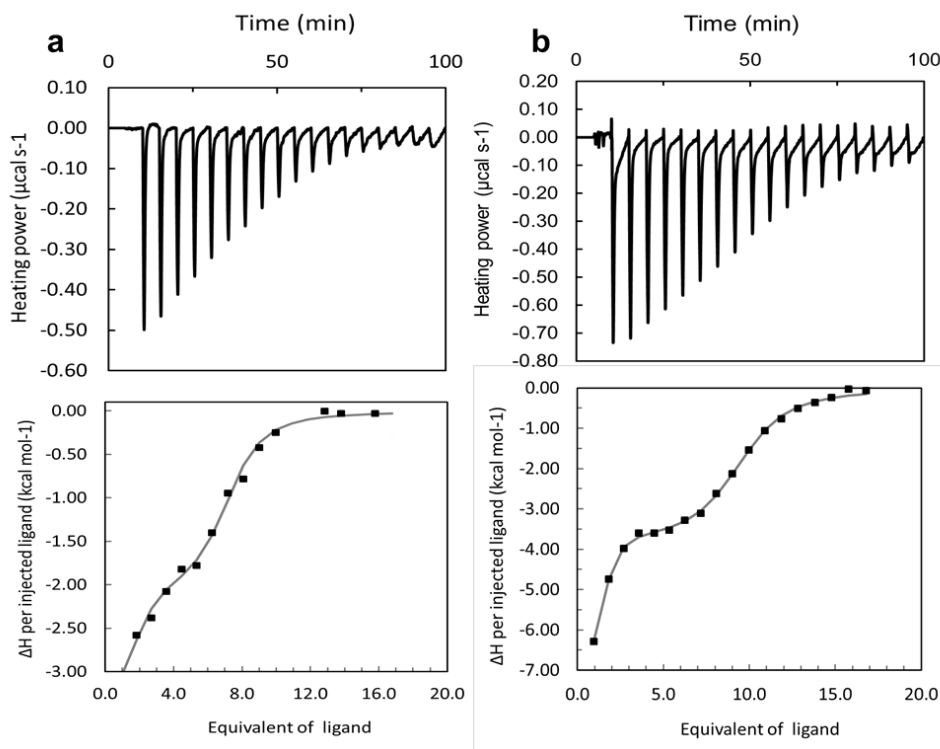 a
Time (min)
0 50 100
0.10
0.00
-0.10
-0.20
-0.30
-0.40
-0.50
-0.60
Heating power (µcal s-1)
0.00
-0.50
-1.00
-1.50
-2.00
-2.50
-3.00
ΔH per injected ligand (kcal mol-1)
0.0 4.0 8.0 12.0 16.0 20.0
Equivalent of ligand
b
Time (min)
0 50 100
0.20
0.10
0.00
-0.10
-0.20
-0.30
-0.40
-0.50
-0.60
-0.70
-0.80
Heating power (µcal s-1)
0.00
-1.00
-2.00
-3.00
-4.00
-5.00
-6.00
-7.00
ΔH per injected ligand (kcal mol-1)
0.0 5.0 10.0 15.0 20.0
Equivalent of ligand